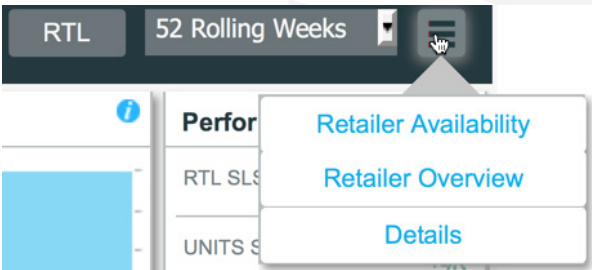 RTL
52 Rolling Weeks
i
Perfor
Retailer Availability
RTL SLS
Retailer Overview
UNITS S
Details